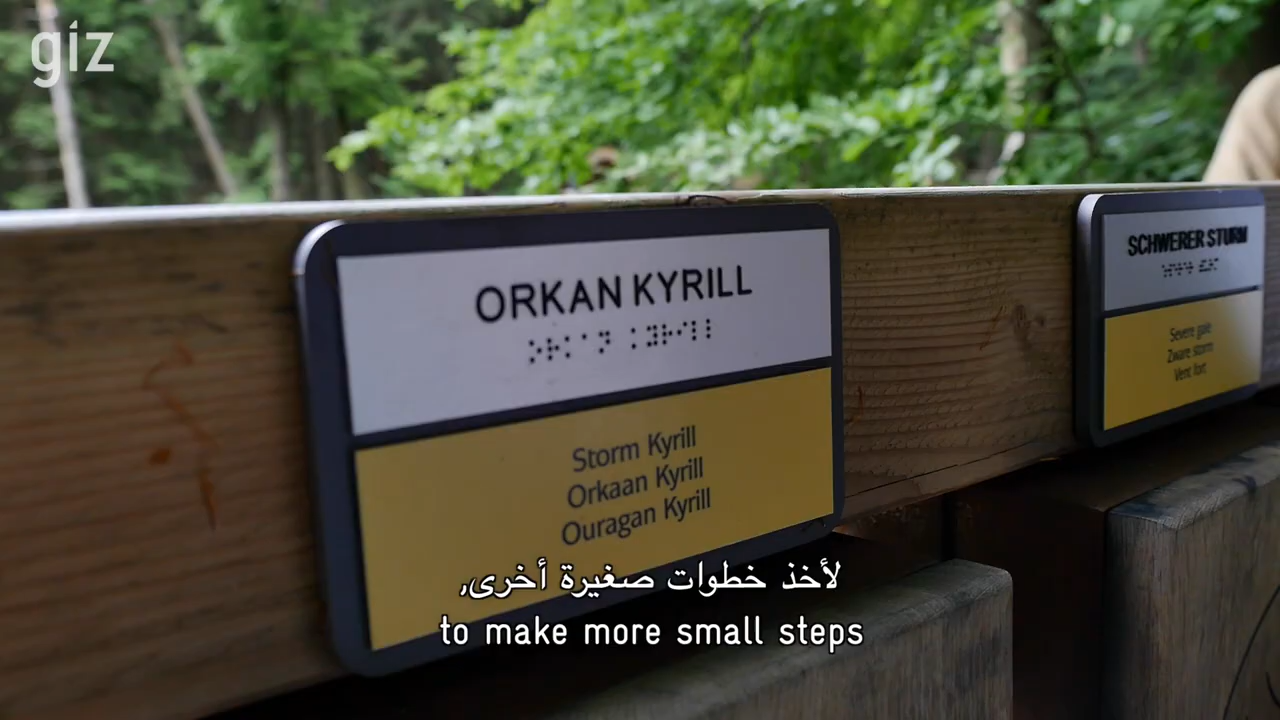 giz
ORKAN KYRILL
⠕⠗⠅⠁⠝ ⠅⠽⠗⠊⠇⠇
Storm Kyrill
Orkaan Kyrill
Ouragan Kyrill
SCHWERER STURM
Severe gale
Zware storm
Vent fort
لأخذ خطوات صغيرة أخرى,
to make more small steps